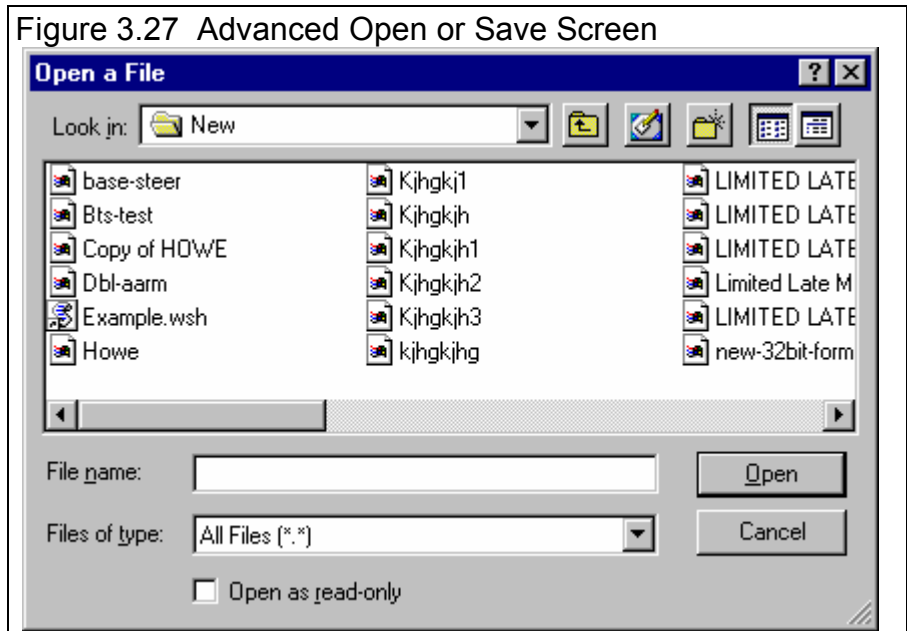 Figure 3.27 Advanced Open or Save Screen
Open a File
Look in: New
base-steer
Bts-test
Copy of HOWE
Dbl-aarm
Example.wsh
Howe
Kjhgkj1
Kjhgkjh
Kjhgkjh1
Kjhgkjh2
Kjhgkjh3
kjhgkjhg
LIMITED LATE
LIMITED LATE
LIMITED LATE
Limited Late M
LIMITED LATE
new-32bit-form
File name:
Open
Files of type: All Files (*.*)
Cancel
Open as read-only